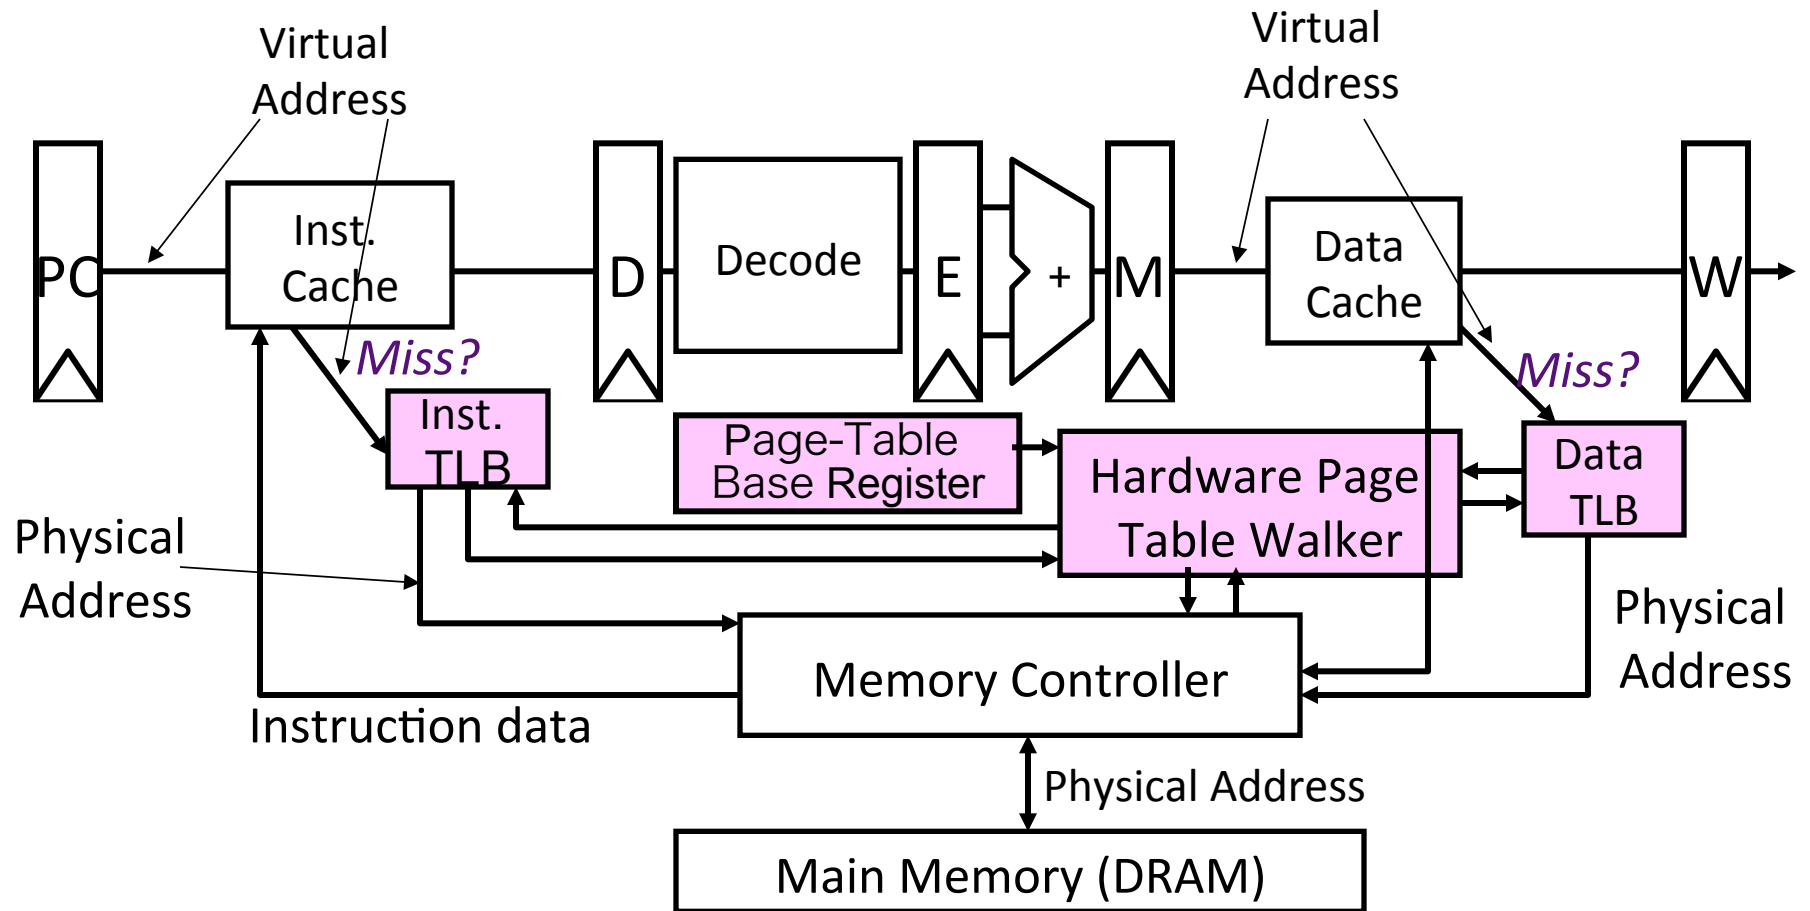 Virtual
Address
Virtual
Address
PC
Inst.
Cache
D
Decode
E
+
M
Data
Cache
W
Miss?
Miss?
Inst.
TLB
Page-Table
Base Register
Hardware Page
Table Walker
Data
TLB
Physical
Address
Physical
Address
Memory Controller
Instruction data
Physical Address
Main Memory (DRAM)